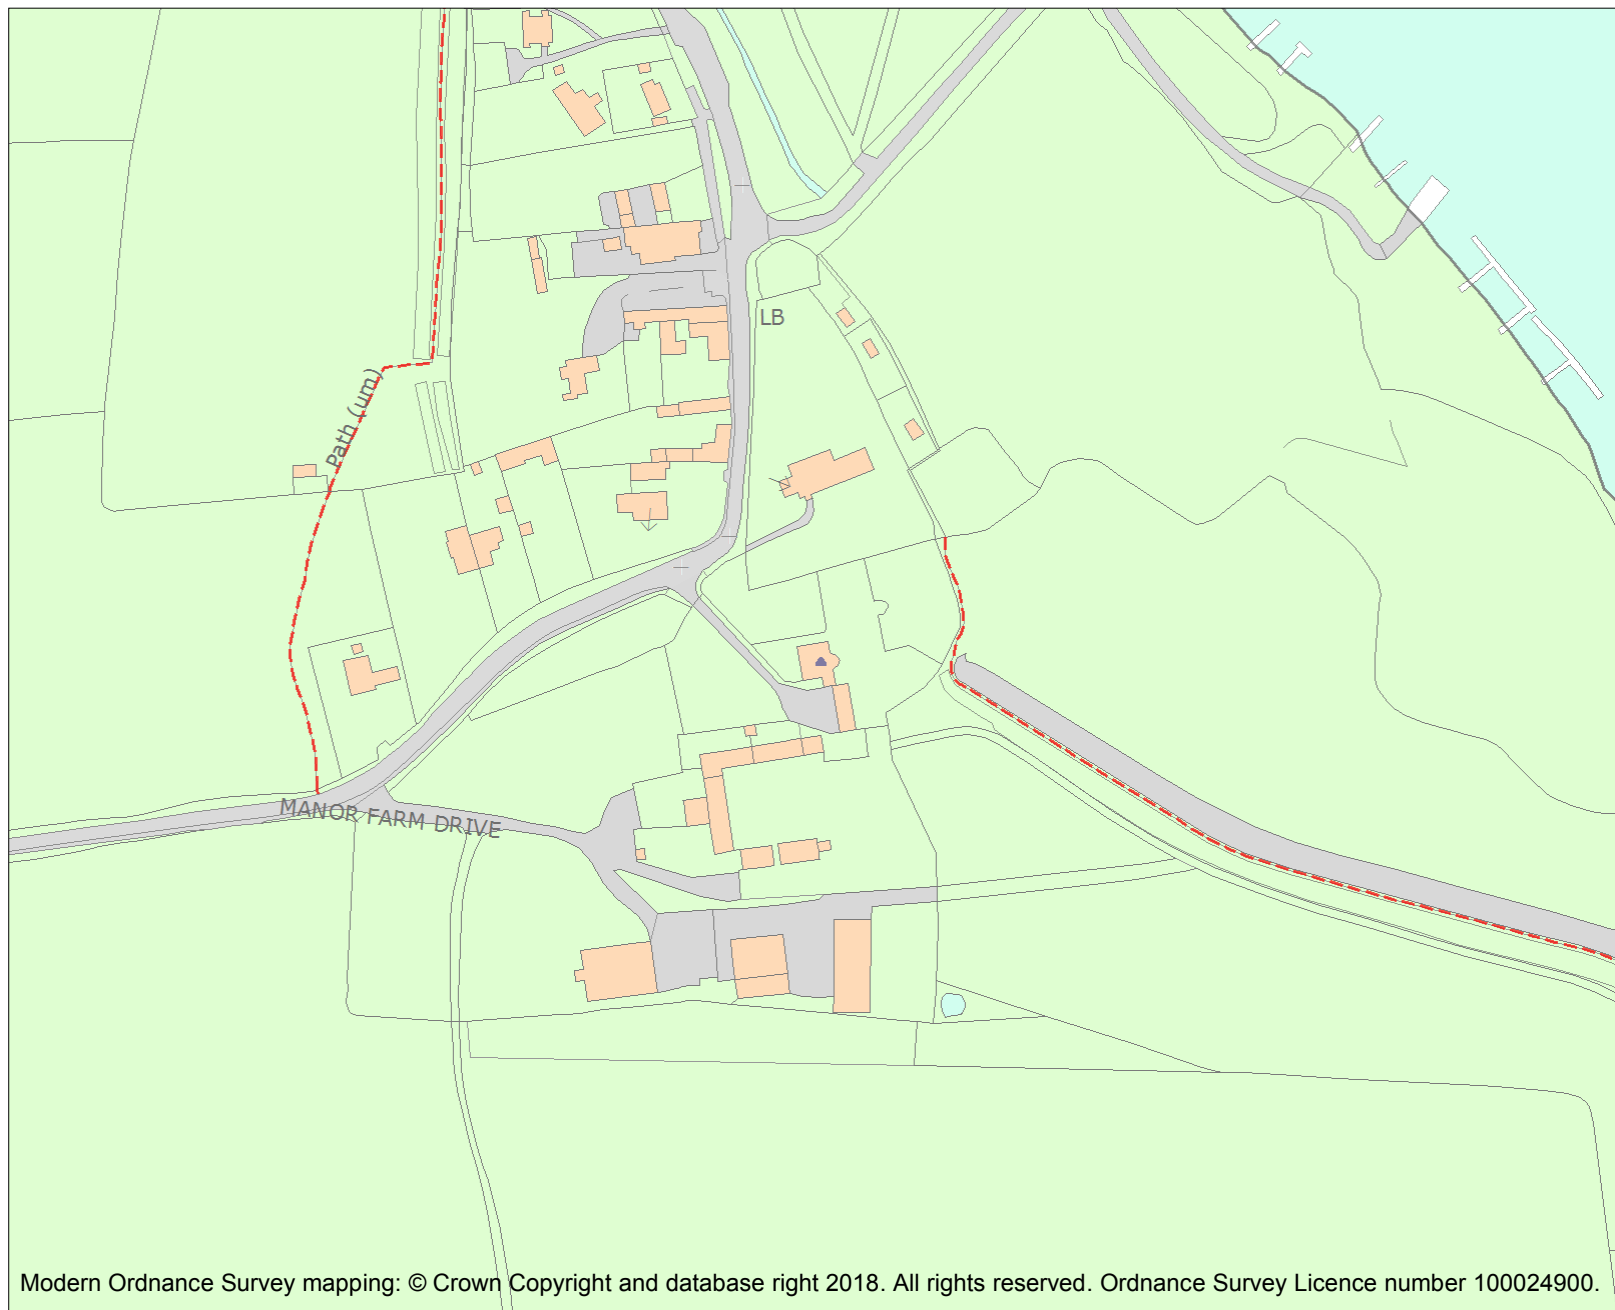 LB
Path (um)
MANOR FARM DRIVE
Modern Ordnance Survey mapping: © Crown Copyright and database right 2018. All rights reserved. Ordnance Survey Licence number 100024900.